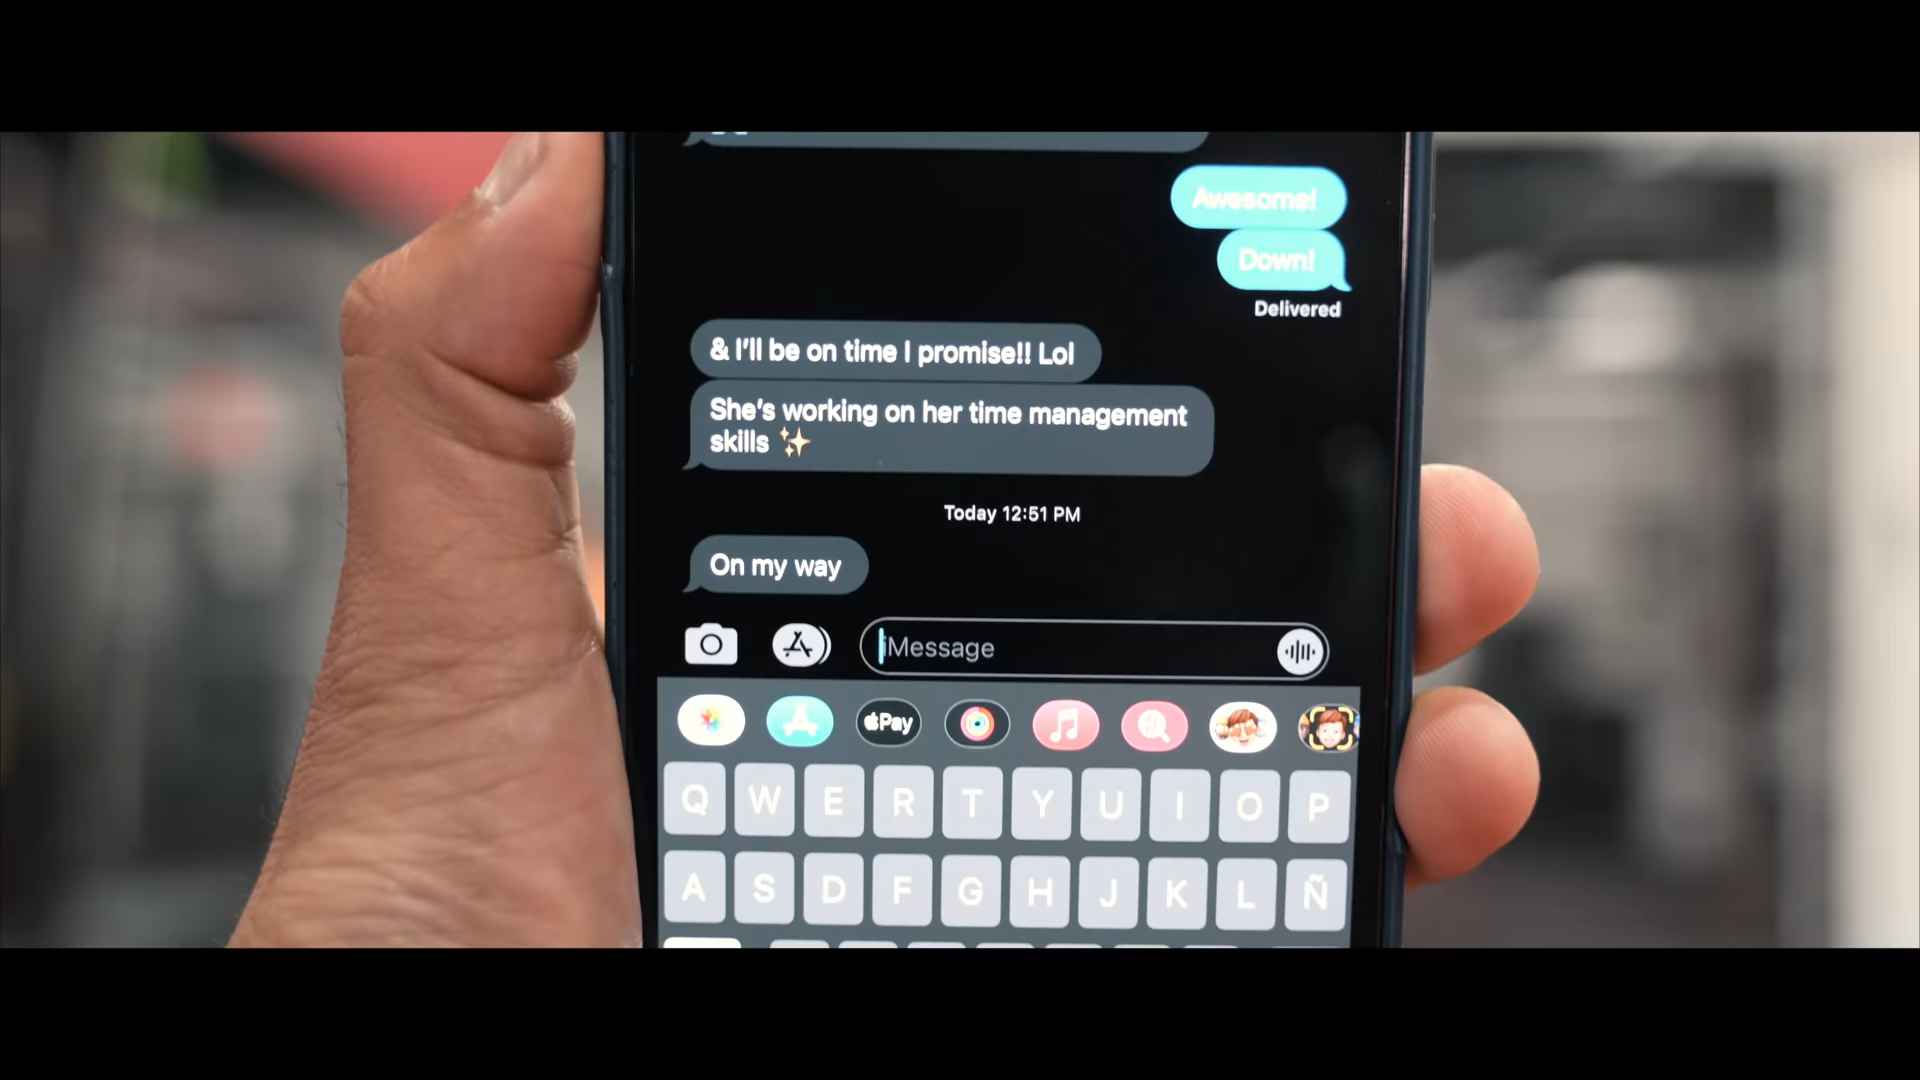 Awesome!
Down!
Delivered
& I'll be on time I promise!! Lol
She's working on her time management
skills ✨
Today 12:51 PM
On my way
iMessage
Pay
Q W E R T Y U I O P
A S D F G H J K L Ñ